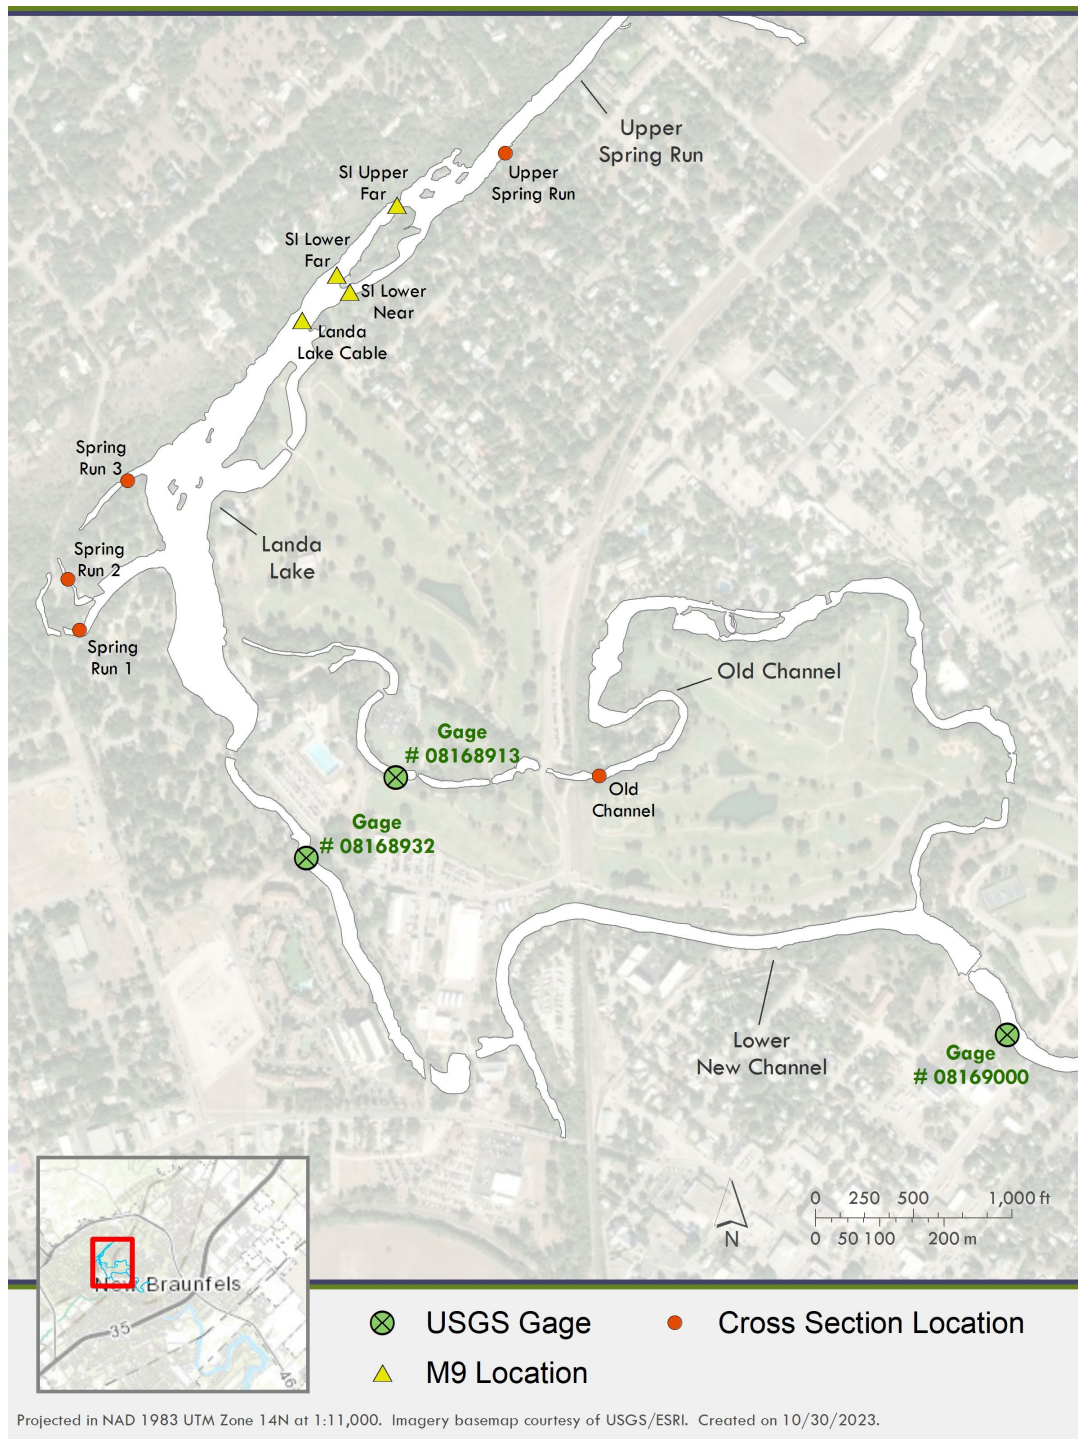 Upper
Spring Run
SI Upper
Far
Upper
Spring Run
SI Lower
Far
SI Lower
Near
Landa
Lake Cable
Spring
Run 3
Landa
Lake
Spring
Run 2
Spring
Run 1
Old Channel
Gage
# 08168913
Old
Channel
Gage
# 08168932
Lower
New Channel
Gage
# 08169000
0 250 500 1,000 ft
0 50 100 200 m
N
New Braunfels
35
46
USGS Gage
Cross Section Location
M9 Location
Projected in NAD 1983 UTM Zone 14N at 1:11,000. Imagery basemap courtesy of USGS/ESRI. Created on 10/30/2023.